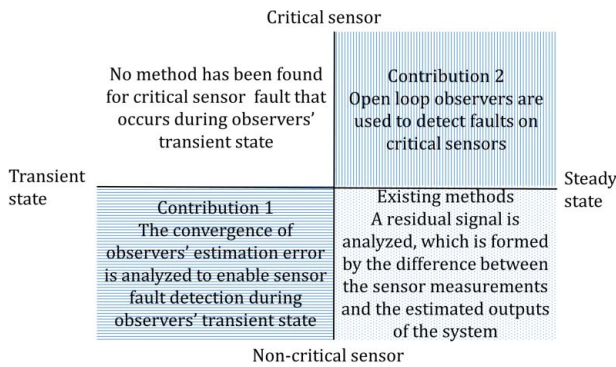 Critical sensor
No method has been found
for critical sensor fault that
occurs during observers'
transient state
Contribution 2
Open loop observers are
used to detect faults on
critical sensors
Transient
state
Steady
state
Contribution 1
The convergence of
observers' estimation error
is analyzed to enable sensor
fault detection during
observers' transient state
Existing methods
A residual signal is
analyzed, which is formed
by the difference between
the sensor measurements
and the estimated outputs
of the system
Non-critical sensor